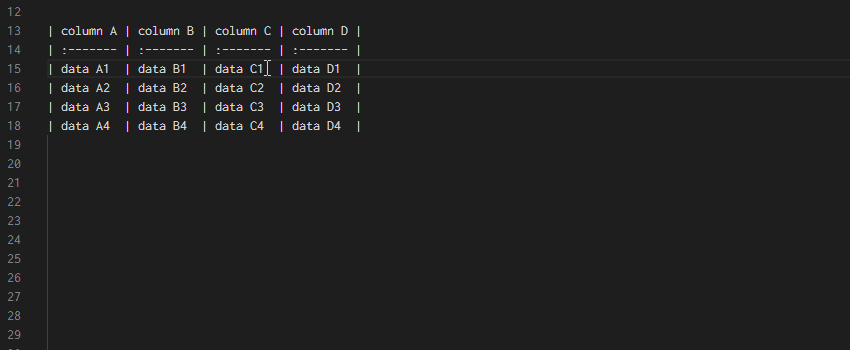 12
13 | column A | column B | column C | column D |
14 | :------- | :------- | :------- | :------- |
15 | data A1  | data B1  | data C1  | data D1  |
16 | data A2  | data B2  | data C2  | data D2  |
17 | data A3  | data B3  | data C3  | data D3  |
18 | data A4  | data B4  | data C4  | data D4  |
19
20
21
22
23
24
25
26
27
28
29